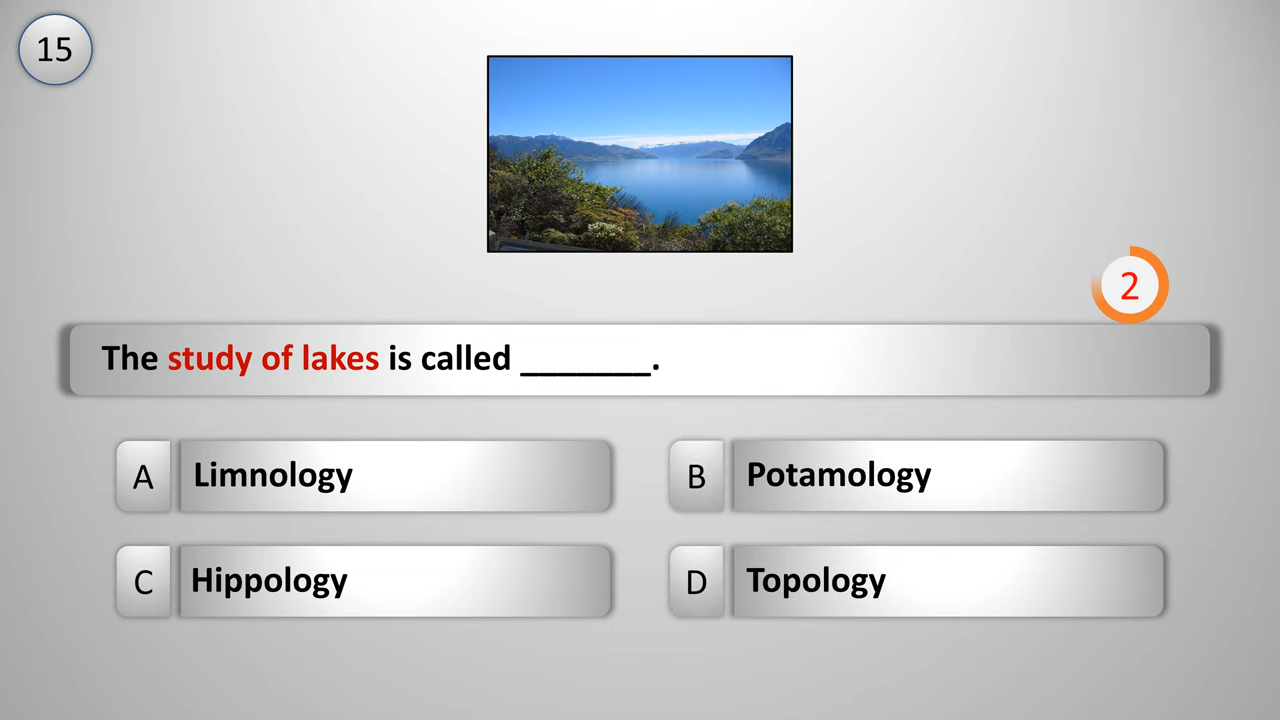 15
2
The study of lakes is called _______.
A Limnology
B Potamology
C Hippology
D Topology